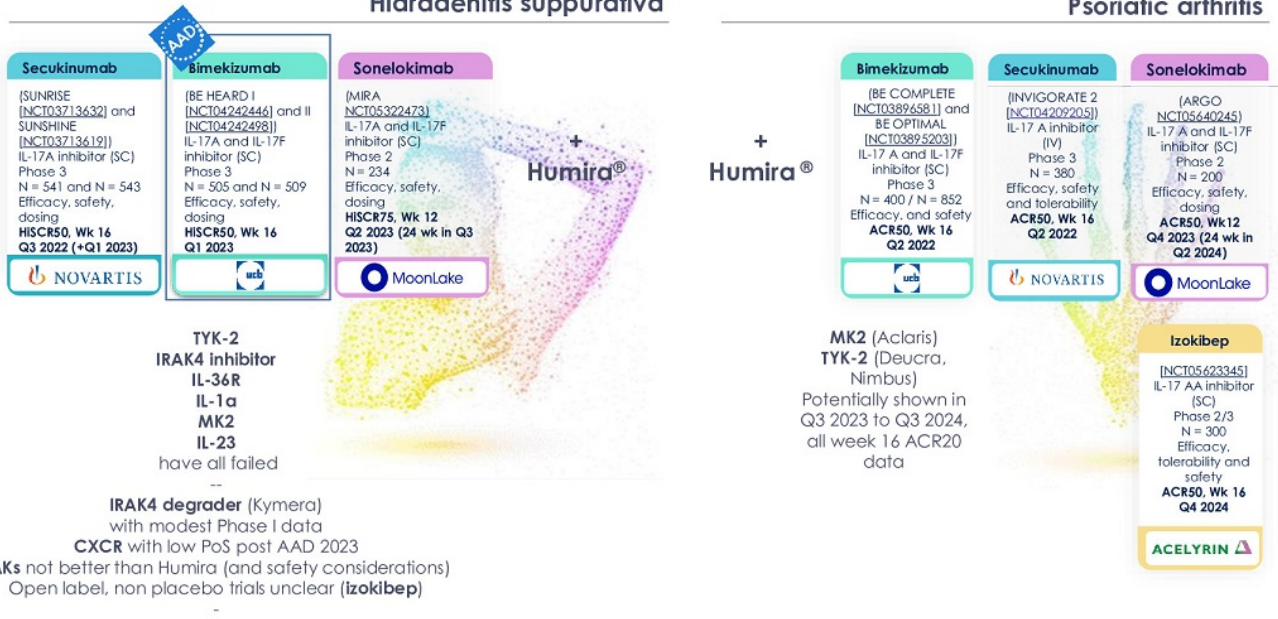 Hidradenitis suppurativa
AAD
Secukinumab
(SUNRISE
[NCT03713632] and
SUNSHINE
[NCT03713619])
IL-17A inhibitor (SC)
Phase 3
N = 541 and N = 543
Efficacy, safety,
dosing
HiSCR50, Wk 16
Q3 2022 (+Q1 2023)
NOVARTIS
Bimekizumab
(BE HEARD I
[NCT04242446] and II
[NCT04242498])
IL-17A and IL-17F
inhibitor (SC)
Phase 3
N = 505 and N = 509
Efficacy, safety,
dosing
HiSCR50, Wk 16
Q1 2023
ucb
Sonelokimab
(MIRA
NCT05322473)
IL-17A and IL-17F
inhibitor (SC)
Phase 2
N = 234
Efficacy, safety,
dosing
HiSCR75, Wk 12
Q2 2023 (24 wk in Q3
2023)
MoonLake
+
Humira®
TYK-2
IRAK4 inhibitor
IL-36R
IL-1a
MK2
IL-23
have all failed
--
IRAK4 degrader (Kymera)
with modest Phase I data
CXCR with low PoS post AAD 2023
Ks not better than Humira (and safety considerations)
Open label, non placebo trials unclear (izokibep)
-
Psoriatic arthritis
+
Humira ®
Bimekizumab
(BE COMPLETE
[NCT03896581] and
BE OPTIMAL
[NCT03895203])
IL-17 A and IL-17F
inhibitor (SC)
Phase 3
N = 400 / N = 852
Efficacy, and safety
ACR50, Wk 16
Q2 2022
ucb
Secukinumab
(INVIGORATE 2
[NCT04209205])
IL-17 A inhibitor
(IV)
Phase 3
N = 380
Efficacy, safety
and tolerability
ACR50, Wk 16
Q2 2022
NOVARTIS
Sonelokimab
(ARGO
NCT05640245)
IL-17 A and IL-17F
inhibitor (SC)
Phase 2
N = 200
Efficacy, safety,
dosing
ACR50, Wk12
Q4 2023 (24 wk in
Q2 2024)
MoonLake
MK2 (Aclaris)
TYK-2 (Deucra,
Nimbus)
Potentially shown in
Q3 2023 to Q3 2024,
all week 16 ACR20
data
Izokibep
[NCT05623345]
IL-17 AA inhibitor
(SC)
Phase 2/3
N = 300
Efficacy,
tolerability and
safety
ACR50, Wk 16
Q4 2024
ACELYRIN